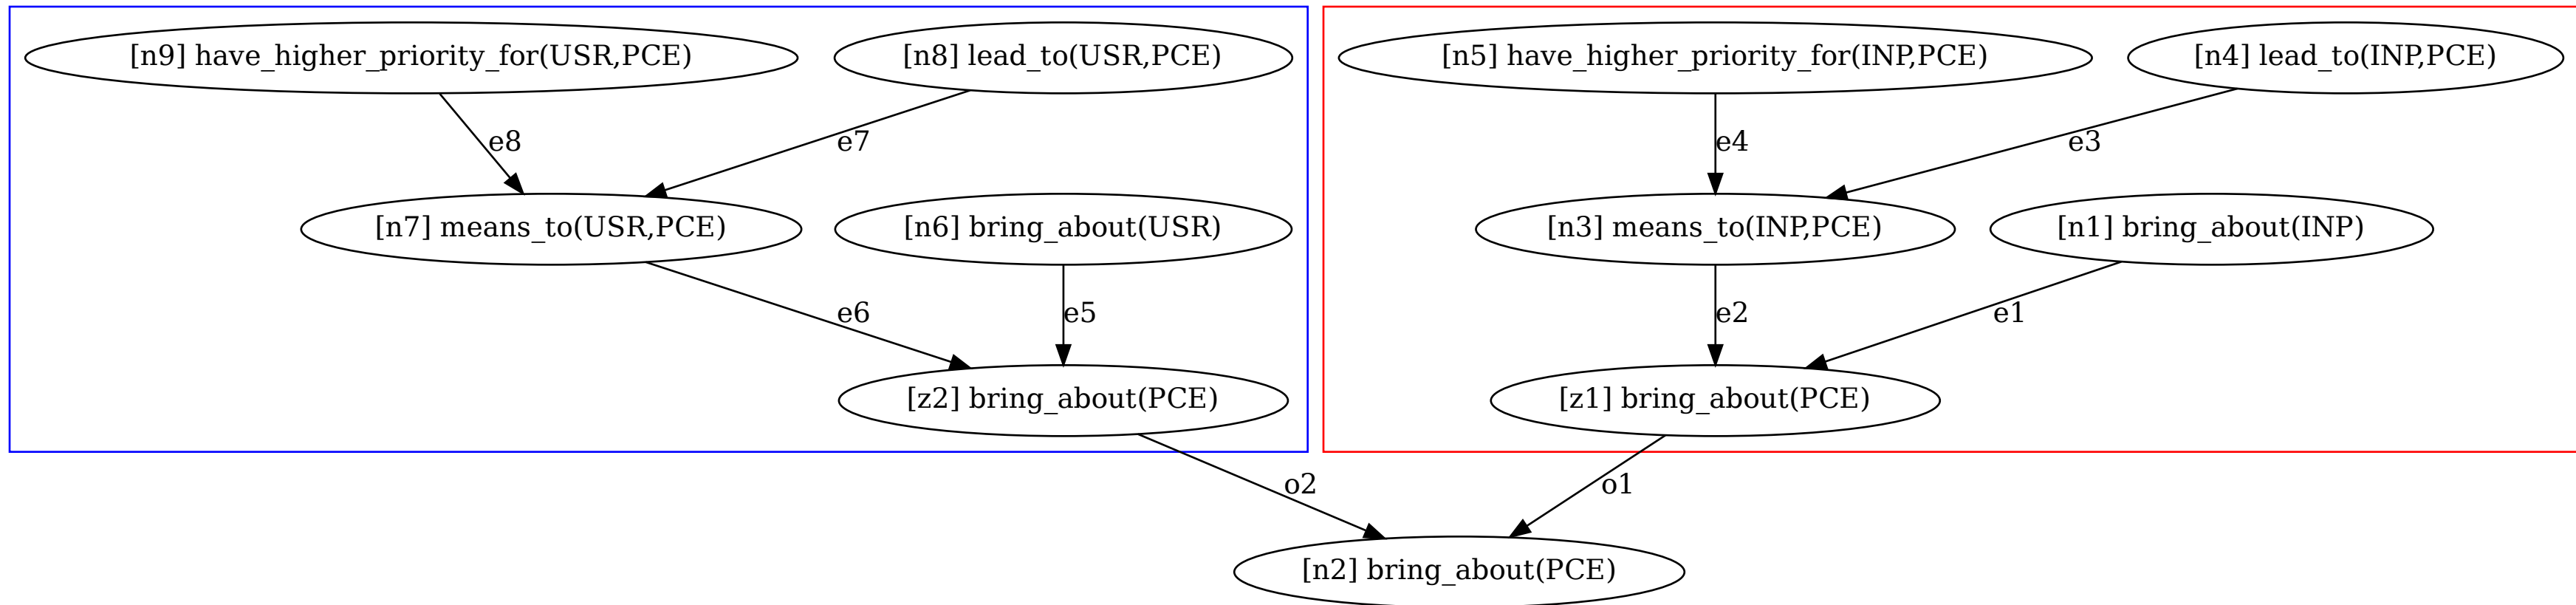 [n9] have_higher_priority_for(USR,PCE)
[n8] lead_to(USR,PCE)
[n5] have_higher_priority_for(INP,PCE)
[n4] lead_to(INP,PCE)
e8
e7
e4
e3
[n7] means_to(USR,PCE)
[n6] bring_about(USR)
[n3] means_to(INP,PCE)
[n1] bring_about(INP)
e6
e5
e2
e1
[z2] bring_about(PCE)
[z1] bring_about(PCE)
o2
o1
[n2] bring_about(PCE)